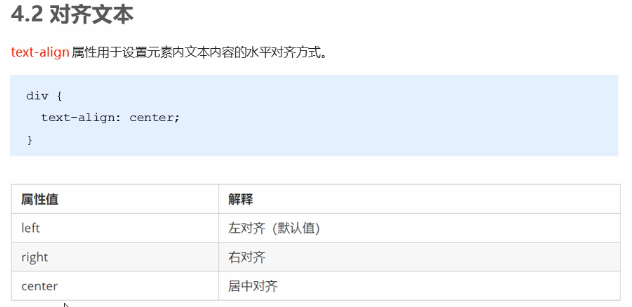 4.2 对齐文本
text-align 属性用于设置元素内文本内容的水平对齐方式。
div {
  text-align: center;
}
属性值 解释
left 左对齐（默认值）
right 右对齐
center 居中对齐